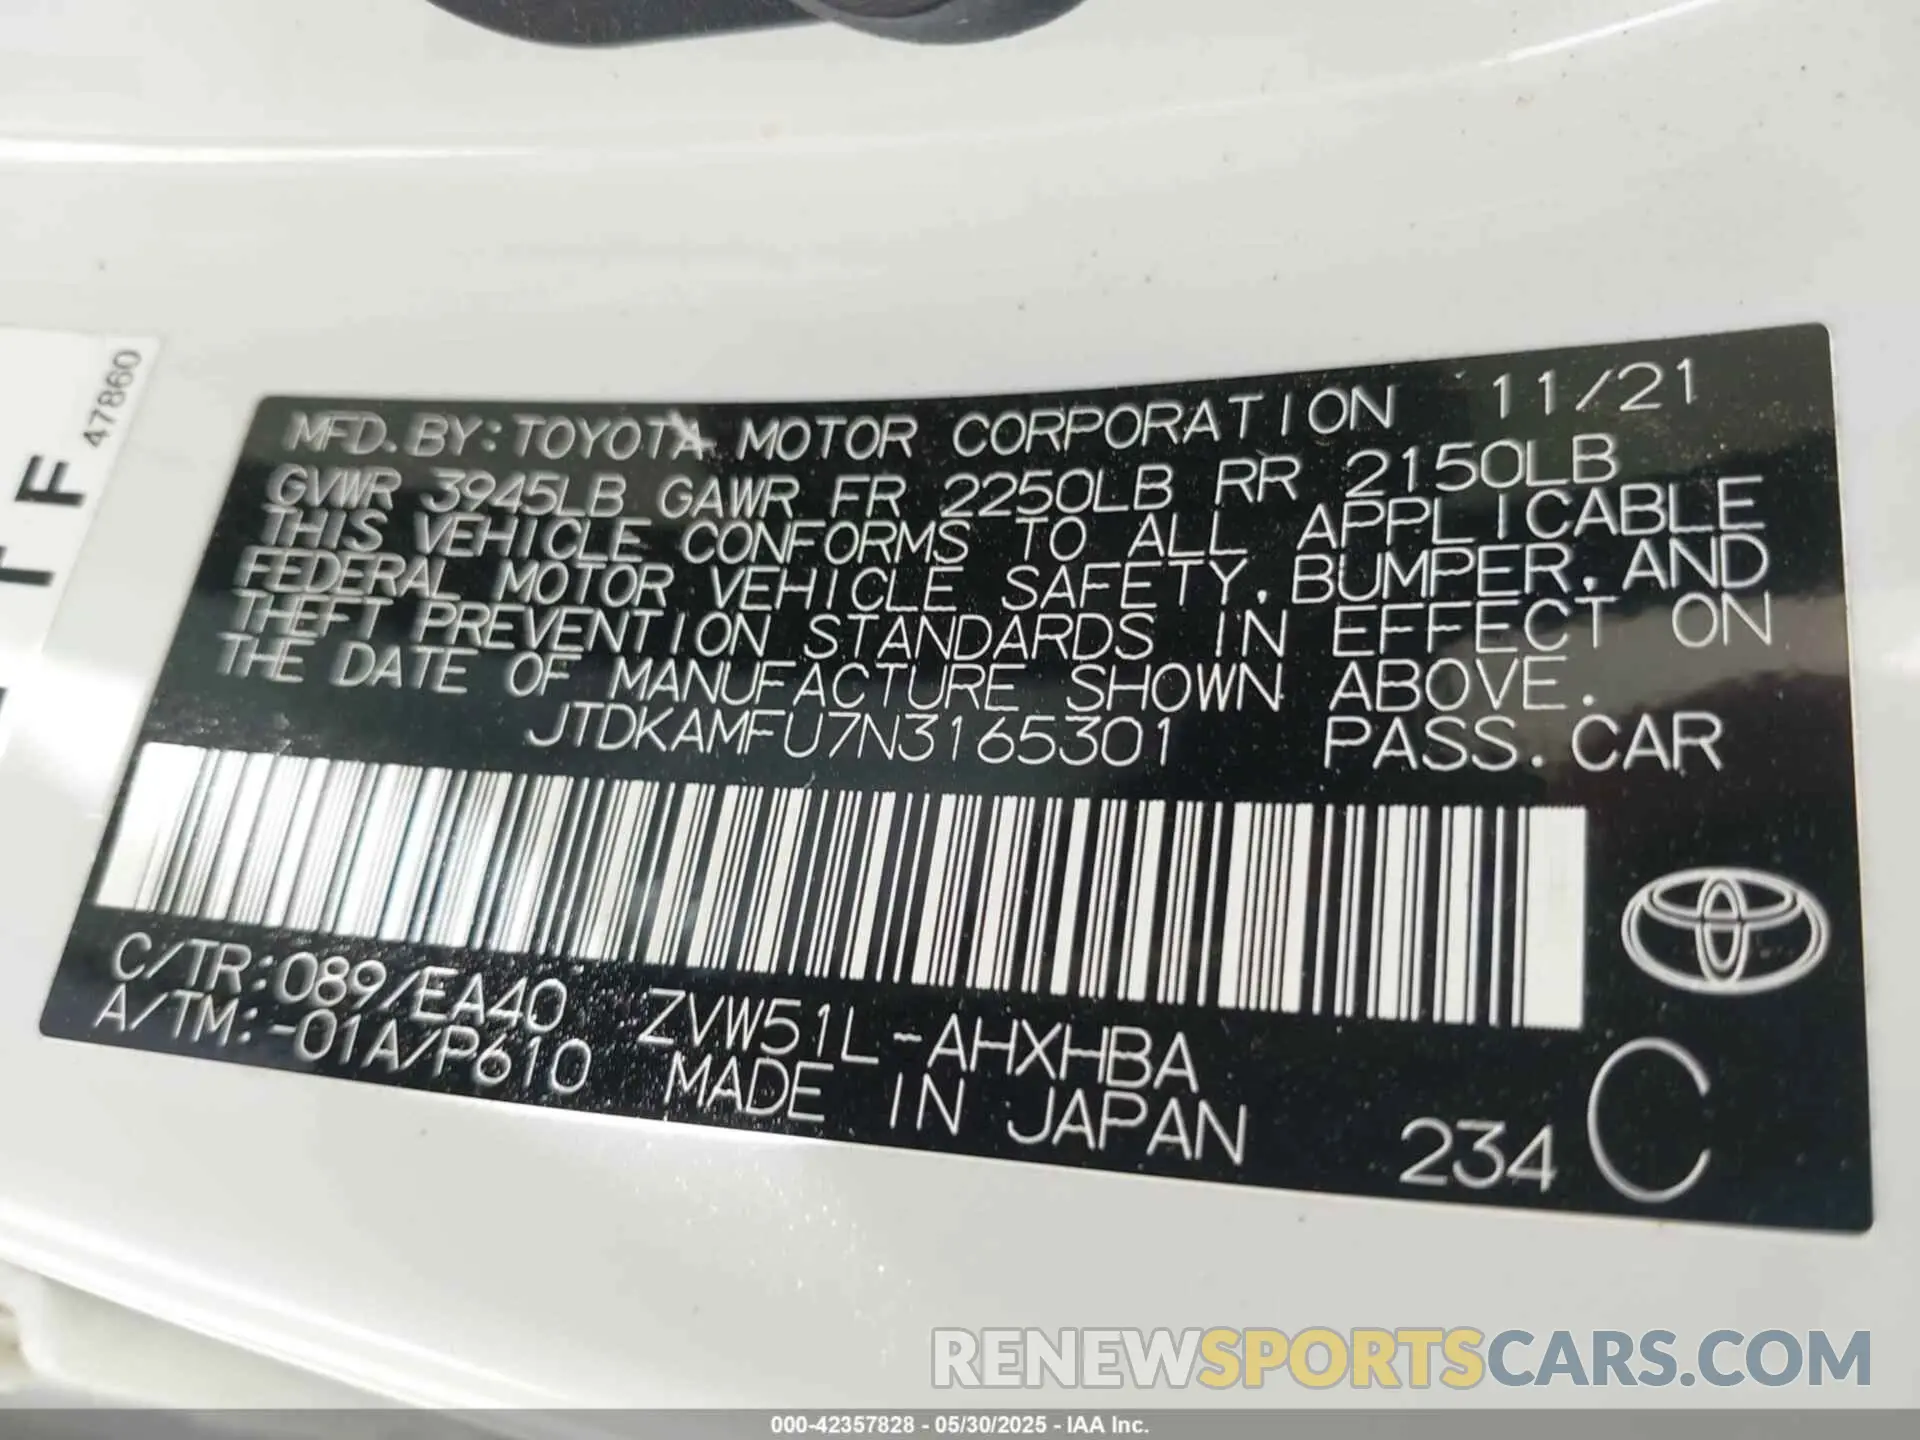 47860
T F
MFD. BY: TOYOTA MOTOR CORPORATION 11/21
GVWR 3945LB GAWR FR 2250LB RR 2150LB
THIS VEHICLE CONFORMS TO ALL APPLICABLE
FEDERAL MOTOR VEHICLE SAFETY, BUMPER, AND
THEFT PREVENTION STANDARDS IN EFFECT ON
THE DATE OF MANUFACTURE SHOWN ABOVE.
JTDKAMFU7N3165301 PASS. CAR
C/TR: 089/EA40 ZVW51L-AHXHBA
A/TM: -01A/P610 MADE IN JAPAN 234 C
RENEWSPORTSCARS.COM
000-42357828 - 05/30/2025 - IAA Inc.